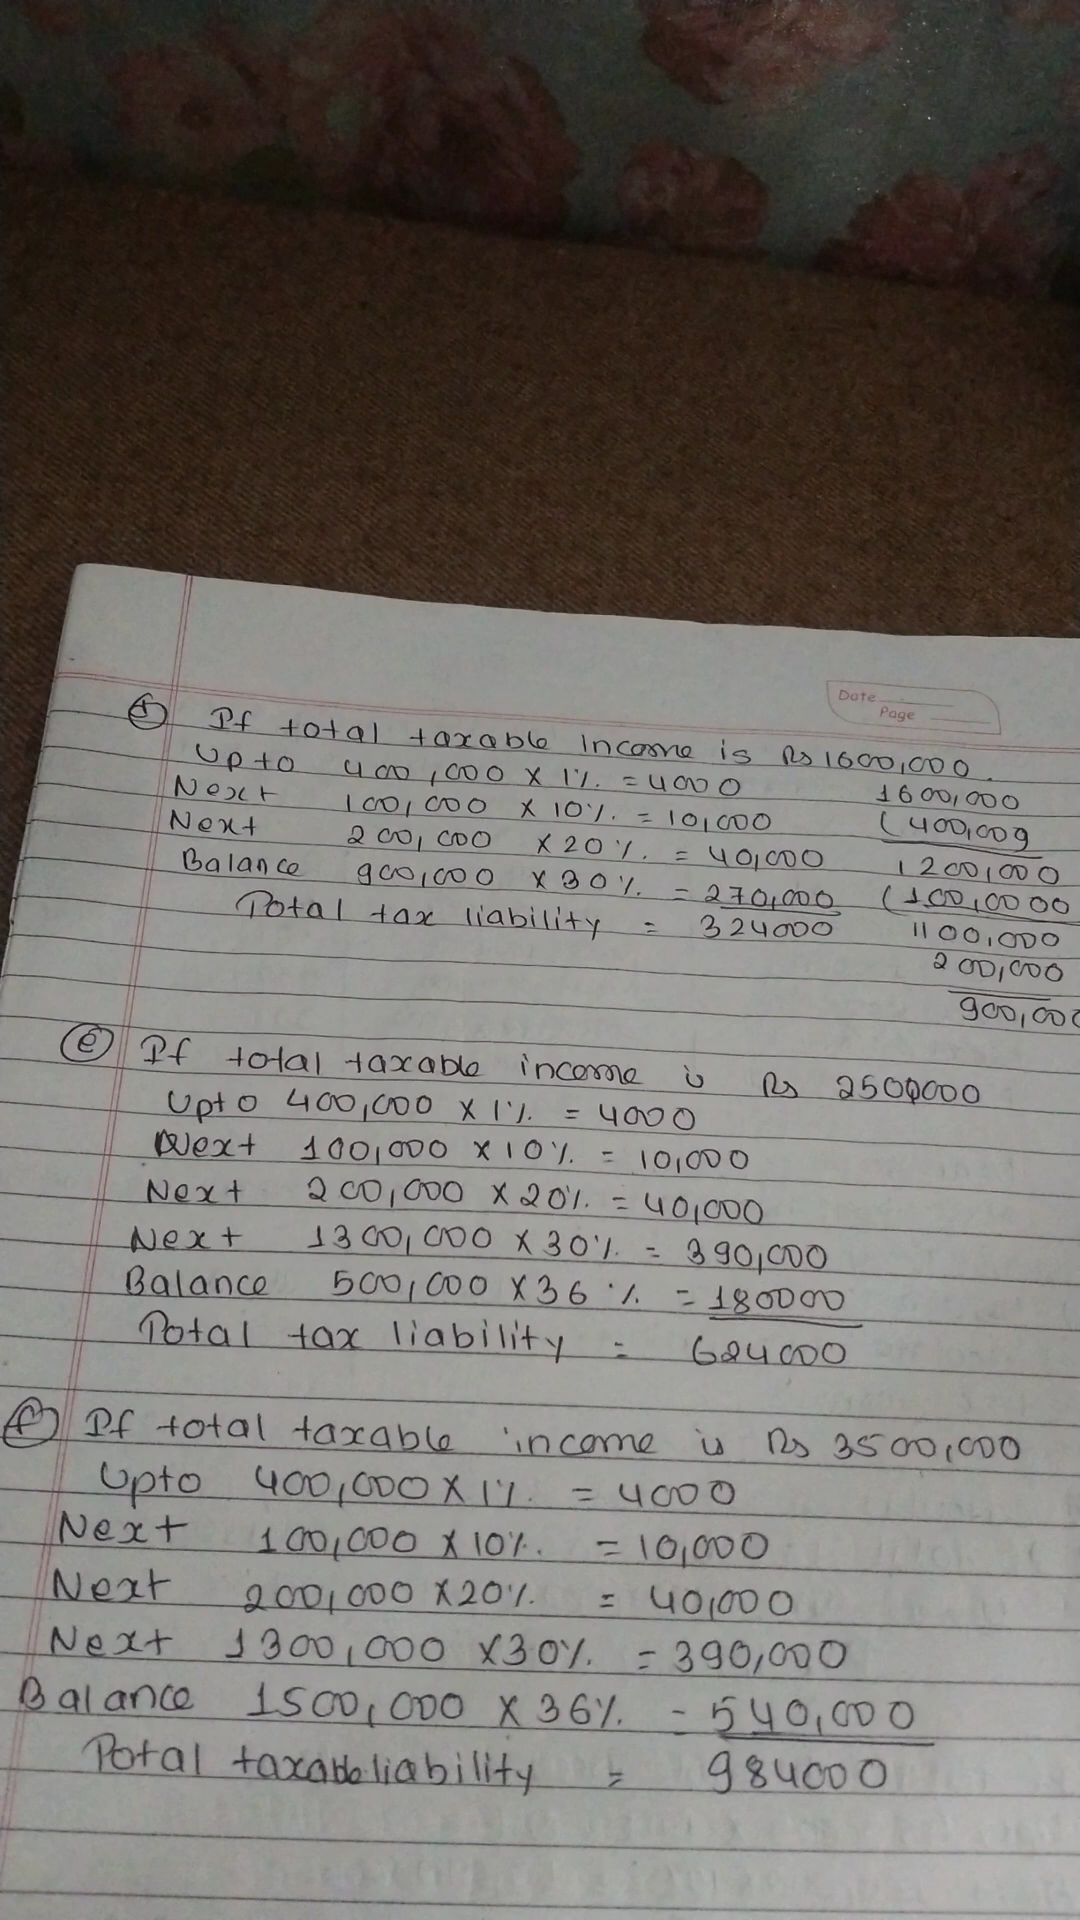 Date
Page
d If total taxable income is Rs 1600,000.
Upto 400,000 x 1% = 4000 1600,000
Next 100,000 x 10% = 10,000 (400,000
Next 200,000 x 20% = 40,000 1200,000
Balance 900,000 x 30% = 270,000 (100,0000
Total tax liability = 324000 1100,000
200,000
900,000
e If total taxable income is Rs 2500,000
Upto 400,000 x 1% = 4000
Next 100,000 x 10% = 10,000
Next 200,000 x 20% = 40,000
Next 1300,000 x 30% = 390,000
Balance 500,000 x 36 % = 180000
Total tax liability = 624000
f If total taxable income is Rs 3500,000
Upto 400,000 x 1% = 4000
Next 100,000 x 10% = 10,000
Next 200,000 x 20% = 40,000
Next 1300,000 x 30% = 390,000
Balance 1500,000 x 36% - 540,000
Total taxable liability = 984000